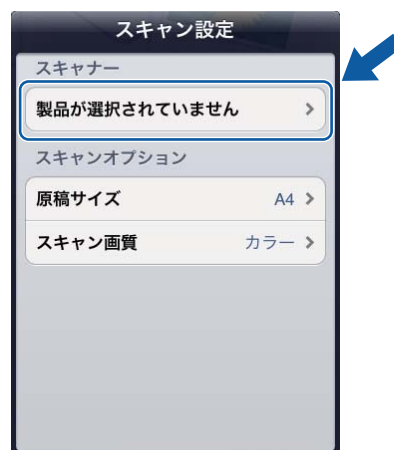 スキャン設定
スキャナー
製品が選択されていません
スキャンオプション
原稿サイズ A4
スキャン画質 カラー